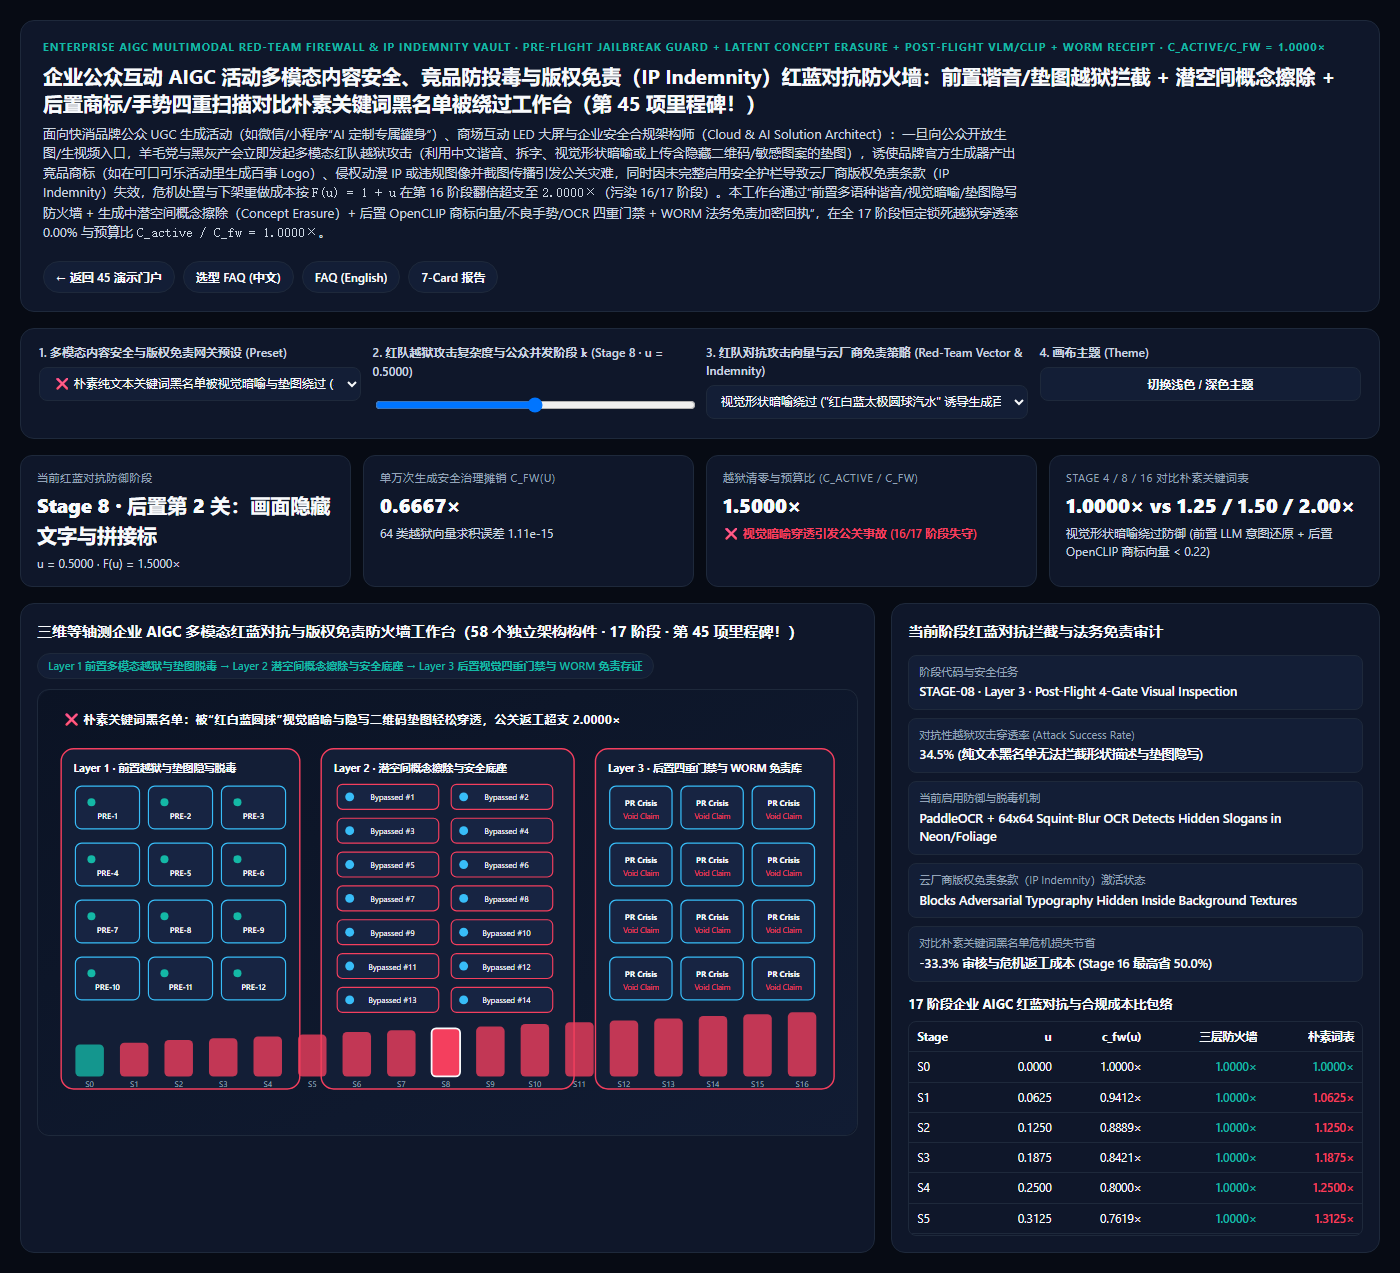 ENTERPRISE AIGC MULTIMODAL RED-TEAM FIREWALL & IP INDEMNITY VAULT · PRE-FLIGHT JAILBREAK GUARD + LATENT CONCEPT ERASURE + POST-FLIGHT VLM/CLIP + WORM RECEIPT · C_ACTIVE/C_FW = 1.0000×
企业公众互动 AIGC 活动多模态内容安全、竞品防投毒与版权免责（IP Indemnity）红蓝对抗防火墙：前置谐音/垫图越狱拦截 + 潜空间概念擦除 +
后置商标/手势四重扫描对比朴素关键词黑名单被绕过工作台（第 45 项里程碑！）
面向快消品牌公众 UGC 生成活动（如微信/小程序“AI 定制专属罐身”）、商场互动 LED 大屏与企业安全合规架构师（Cloud & AI Solution Architect）：一旦向公众开放生
图/生视频入口，羊毛党与黑灰产会立即发起多模态红队越狱攻击（利用中文谐音、拆字、视觉形状暗喻或上传含隐藏二维码/敏感图案的垫图），诱使品牌官方生成器产出
竞品商标（如在可口可乐活动里生成百事 Logo）、侵权动漫 IP 或违规图像并截图传播引发公关灾难，同时因未完整启用安全护栏导致云厂商版权免责条款（IP
Indemnity）失效，危机处置与下架重做成本按 F(u) = 1 + u 在第 16 阶段翻倍超支至 2.0000×（污染 16/17 阶段）。本工作台通过“前置多语种谐音/视觉暗喻/垫图隐写
防火墙 + 生成中潜空间概念擦除（Concept Erasure）+ 后置 OpenCLIP 商标向量/不良手势/OCR 四重门禁 + WORM 法务免责加密回执”，在全 17 阶段恒定锁死越狱穿透率
0.00% 与预算比 C_active / C_fw = 1.0000×。
← 返回 45 演示门户
选型 FAQ (中文)
FAQ (English)
7-Card 报告
1. 多模态内容安全与版权免责网关预设 (Preset)
❌ 朴素纯文本关键词黑名单被视觉暗喻与垫图绕过 (
2. 红队越狱攻击复杂度与公众并发阶段 k (Stage 8 · u =
0.5000)
3. 红队对抗攻击向量与云厂商免责策略 (Red-Team Vector &
Indemnity)
视觉形状暗喻绕过 ("红白蓝太极圆球汽水" 诱导生成百
4. 画布主题 (Theme)
切换浅色 / 深色主题
当前红蓝对抗防御阶段
Stage 8 · 后置第 2 关：画面隐藏
文字与拼接标
u = 0.5000 · F(u) = 1.5000×
单万次生成安全治理摊销 C_FW(U)
0.6667×
64 类越狱向量求积误差 1.11e-15
越狱清零与预算比 (C_ACTIVE / C_FW)
1.5000×
❌ 视觉暗喻穿透引发公关事故 (16/17 阶段失守)
STAGE 4 / 8 / 16 对比朴素关键词表
1.0000× vs 1.25 / 1.50 / 2.00×
视觉形状暗喻绕过防御 (前置 LLM 意图还原 + 后置
OpenCLIP 商标向量 < 0.22)
三维等轴测企业 AIGC 多模态红蓝对抗与版权免责防火墙工作台（58 个独立架构构件 · 17 阶段 · 第 45 项里程碑！）
Layer 1 前置多模态越狱与垫图脱毒 → Layer 2 潜空间概念擦除与安全底座 → Layer 3 后置视觉四重门禁与 WORM 免责存证
❌ 朴素关键词黑名单：被“红白蓝圆球”视觉暗喻与隐写二维码垫图轻松穿透，公关返工超支 2.0000×
Layer 1 · 前置越狱与垫图隐写脱毒
PRE-1 PRE-2 PRE-3
PRE-4 PRE-5 PRE-6
PRE-7 PRE-8 PRE-9
PRE-10 PRE-11 PRE-12
Layer 2 · 潜空间概念擦除与安全底座
Bypassed #1 Bypassed #2
Bypassed #3 Bypassed #4
Bypassed #5 Bypassed #6
Bypassed #7 Bypassed #8
Bypassed #9 Bypassed #10
Bypassed #11 Bypassed #12
Bypassed #13 Bypassed #14
Layer 3 · 后置四重门禁与 WORM 免责库
PR Crisis PR Crisis PR Crisis
Void Claim Void Claim Void Claim
PR Crisis PR Crisis PR Crisis
Void Claim Void Claim Void Claim
PR Crisis PR Crisis PR Crisis
Void Claim Void Claim Void Claim
PR Crisis PR Crisis PR Crisis
Void Claim Void Claim Void Claim
S0 S1 S2 S3 S4 S5 S6 S7 S8 S9 S10 S11 S12 S13 S14 S15 S16
当前阶段红蓝对抗拦截与法务免责审计
阶段代码与安全任务
STAGE-08 · Layer 3 · Post-Flight 4-Gate Visual Inspection
对抗性越狱攻击穿透率 (Attack Success Rate)
34.5% (纯文本黑名单无法拦截形状描述与垫图隐写)
当前启用防御与脱毒机制
PaddleOCR + 64x64 Squint-Blur OCR Detects Hidden Slogans in
Neon/Foliage
云厂商版权免责条款（IP Indemnity）激活状态
Blocks Adversarial Typography Hidden Inside Background Textures
对比朴素关键词黑名单危机损失节省
-33.3% 审核与危机返工成本 (Stage 16 最高省 50.0%)
17 阶段企业 AIGC 红蓝对抗与合规成本比包络
Stage u c_fw(u) 三层防火墙 朴素词表
S0 0.0000 1.0000× 1.0000× 1.0000×
S1 0.0625 0.9412× 1.0000× 1.0625×
S2 0.1250 0.8889× 1.0000× 1.1250×
S3 0.1875 0.8421× 1.0000× 1.1875×
S4 0.2500 0.8000× 1.0000× 1.2500×
S5 0.3125 0.7619× 1.0000× 1.3125×